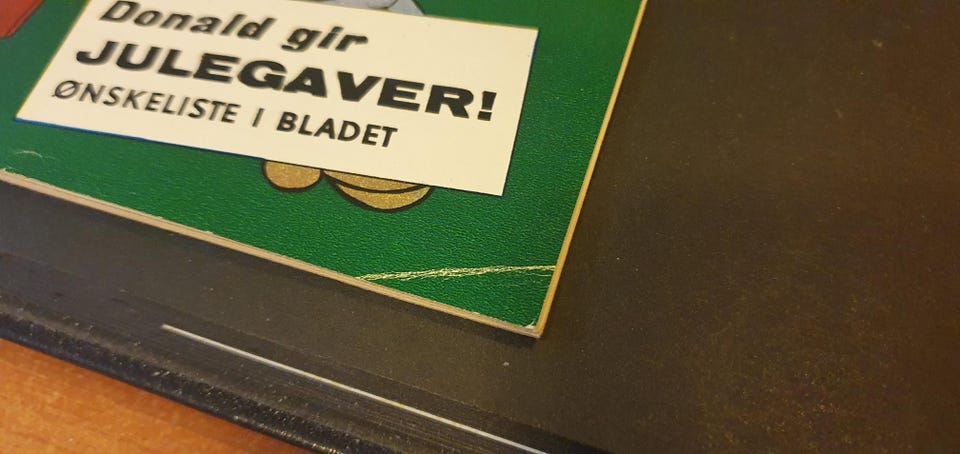 Donald gir
JULEGAVER!
ØNSKELISTE I BLADET